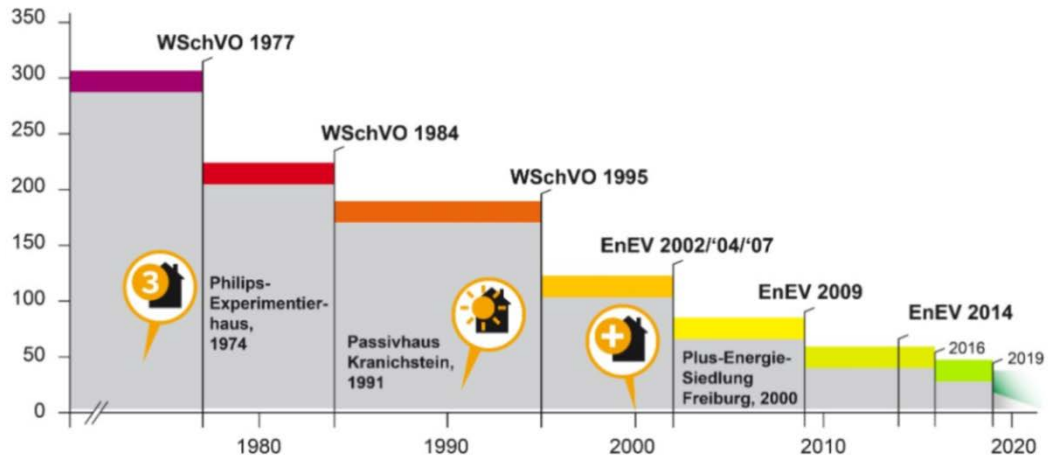 350
300
250
200
150
100
50
0
WSchVO 1977
WSchVO 1984
WSchVO 1995
EnEV 2002/‘04/‘07
EnEV 2009
EnEV 2014
2016
2019
3
Philips-
Experimentier-
haus,
1974
Passivhaus
Kranichstein,
1991
+
Plus-Energie-
Siedlung
Freiburg, 2000
1980
1990
2000
2010
2020